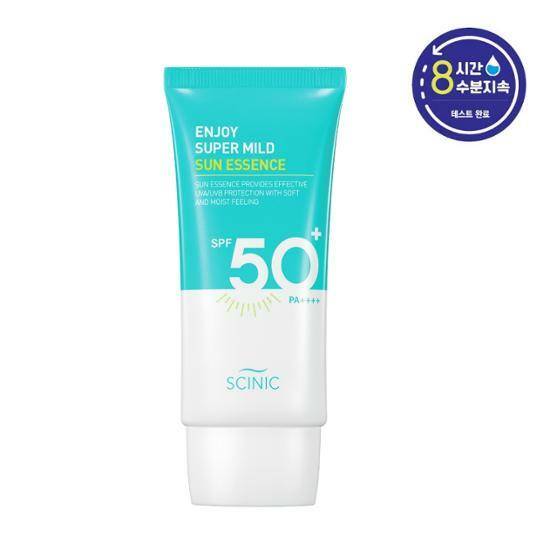 ENJOY
SUPER MILD
SUN ESSENCE
SUN ESSENCE PROVIDES EFFECTIVE
UVA/UVB PROTECTION WITH SOFT
AND MOIST FEELING
SPF 50+
PA++++
SCINIC
8시간
수분지속
테스트 완료